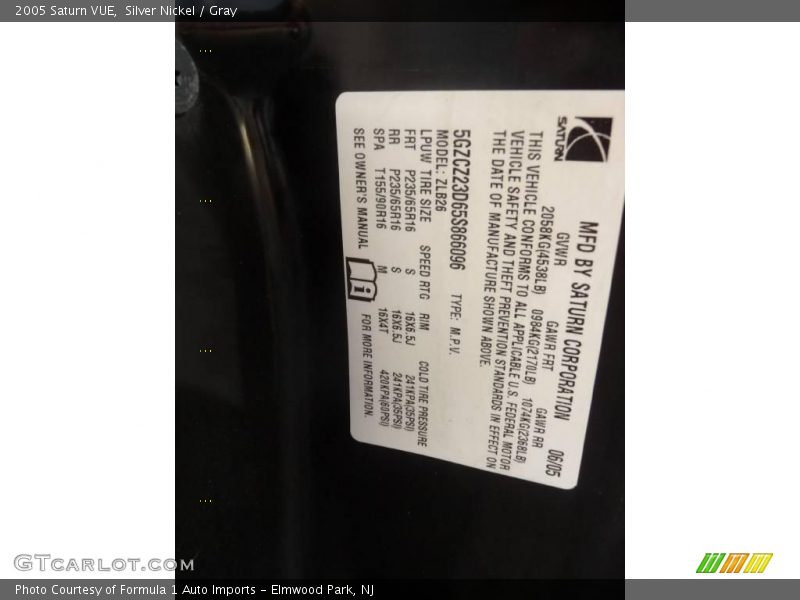 2005 Saturn VUE,  Silver Nickel / Gray
SATURN
MFD BY SATURN CORPORATION 06/05
GVWR GAWR FRT GAWR RR
2058KG(4538LB) 0984KG(2170LB) 1074KG(2368LB)
THIS VEHICLE CONFORMS TO ALL APPLICABLE U.S. FEDERAL MOTOR
VEHICLE SAFETY AND THEFT PREVENTION STANDARDS IN EFFECT ON
THE DATE OF MANUFACTURE SHOWN ABOVE.
5GZCZ23D65S866096 TYPE: M.P.V.
MODEL: ZLB26
LPUW TIRE SIZE SPEED RTG RIM COLD TIRE PRESSURE
FRT P235/65R16 S 16X6.5J 241KPA(35PSI)
RR P235/65R16 S 16X6.5J 241KPA(35PSI)
SPA T155/90R16 M 16X4T 420KPA(60PSI)
SEE OWNER'S MANUAL i FOR MORE INFORMATION.
GTCARLOT.COM
Photo Courtesy of Formula 1 Auto Imports – Elmwood Park, NJ